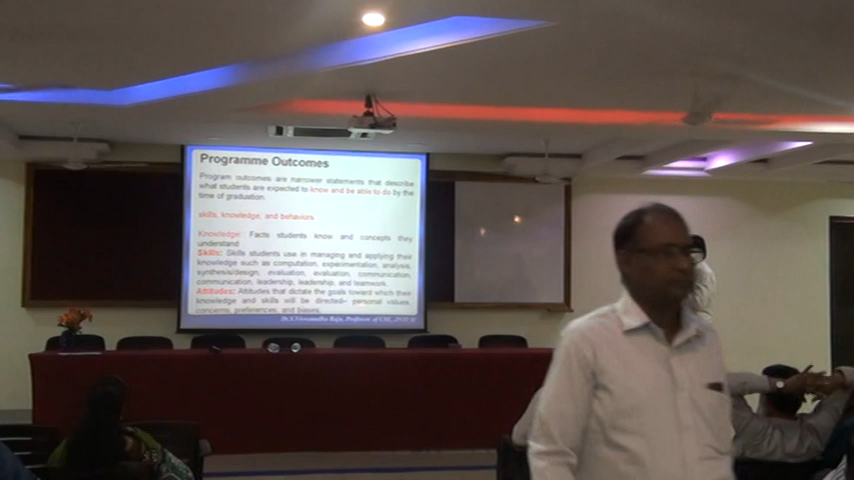 Programme Outcomes
Program outcomes are narrower statements that describe
what students are expected to know and be able to do by the
time of graduation.
skills, knowledge, and behaviors
Knowledge: Facts students know and concepts they
understand
Skills: Skills students use in managing and applying their
knowledge such as computation, experimentation, analysis,
synthesis/design, evaluation, evaluation, communication,
communication, leadership, leadership, and teamwork.
Attitudes: Attitudes that dictate the goals toward which their
knowledge and skills will be directed– personal values,
concerns, preferences, and biases.
Raju, Professor of CSE,